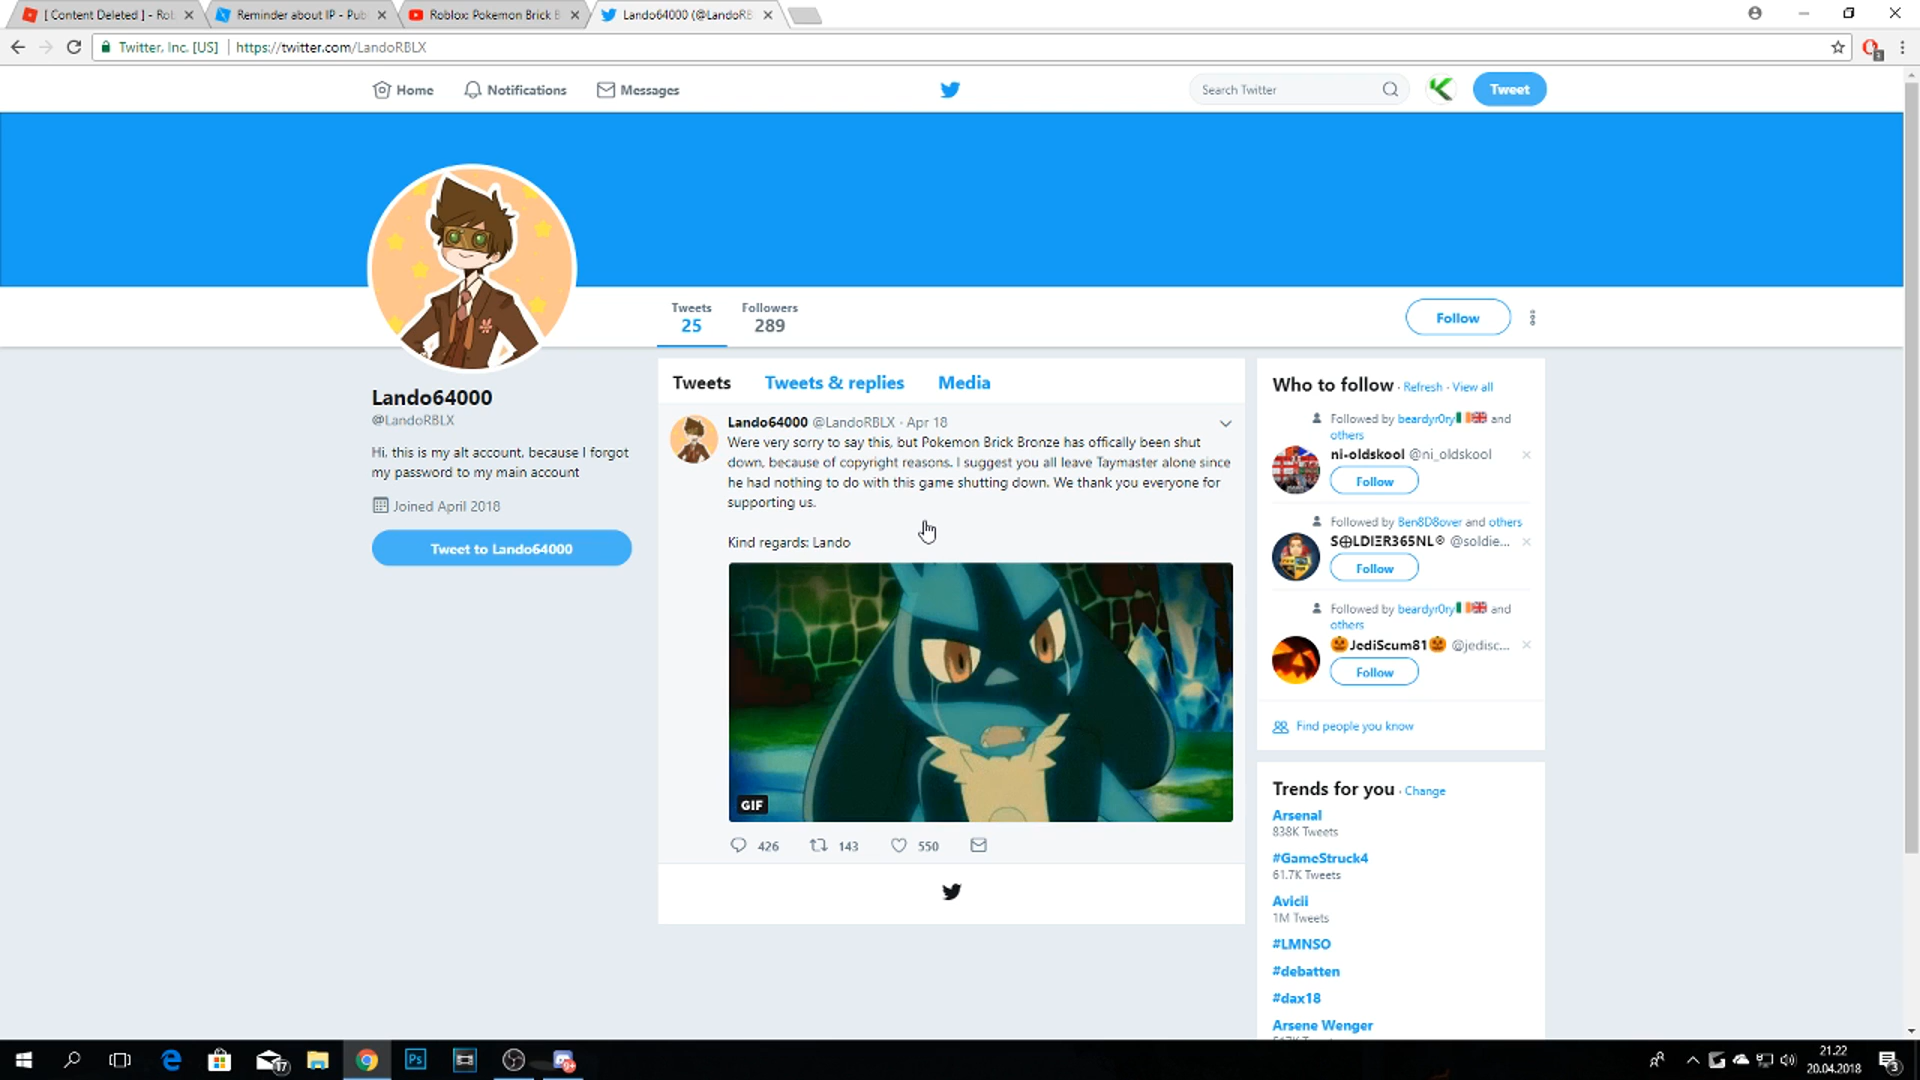 [ Content Deleted ] - Rob
Reminder about IP - Pub
Roblox: Pokemon Brick B
Lando64000 (@LandoRB
Twitter, Inc. [US]
https://twitter.com/LandoRBLX
Home
Notifications
Messages
Search Twitter
Tweet
Tweets
25
Followers
289
Follow
Lando64000
@LandoRBLX
Hi, this is my alt account, because I forgot
my password to my main account
Joined April 2018
Tweet to Lando64000
Tweets
Tweets & replies
Media
Lando64000 @LandoRBLX · Apr 18
Were very sorry to say this, but Pokemon Brick Bronze has offically been shut
down, because of copyright reasons. I suggest you all leave Taymaster alone since
he had nothing to do with this game shutting down. We thank you everyone for
supporting us.
Kind regards: Lando
GIF
426
143
550
Who to follow · Refresh · View all
Followed by beardyr0ry and
others
ni-oldskool @ni_oldskool
Follow
Followed by Ben8D8over and others
S⊕LDIΞR365NL® @soldie...
Follow
Followed by beardyr0ry and
others
JediScum81 @jedisc...
Follow
Find people you know
Trends for you · Change
Arsenal
838K Tweets
#GameStruck4
61.7K Tweets
Avicii
1M Tweets
#LMNSO
#debatten
#dax18
Arsene Wenger
Ps
17
21.22
20.04.2018
3